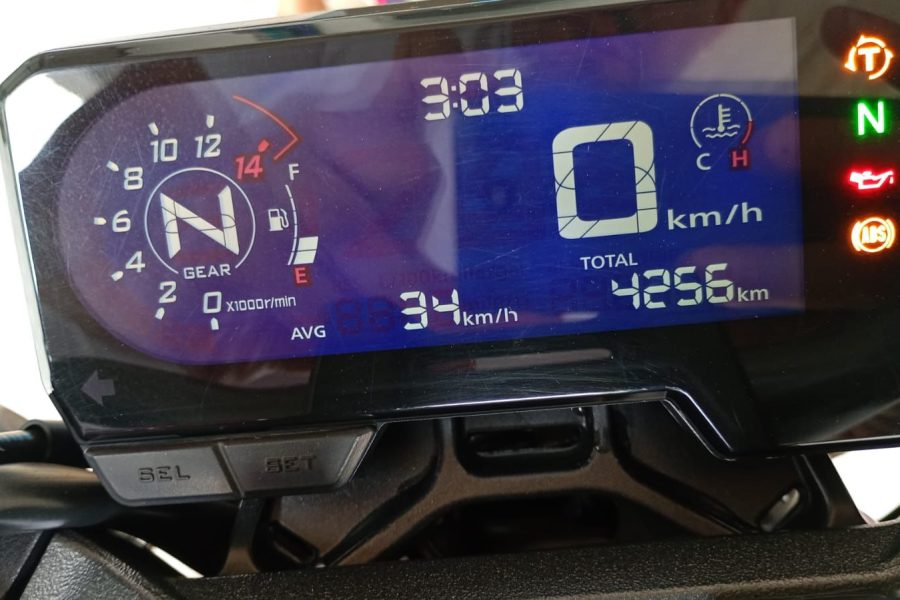 3:03
10 12
8 14
6
4
2
0 X1000r/min
N
GEAR
F
E
C H
0 km/h
TOTAL
4256 km
AVG 34 km/h
T
N
ABS
SEL SET